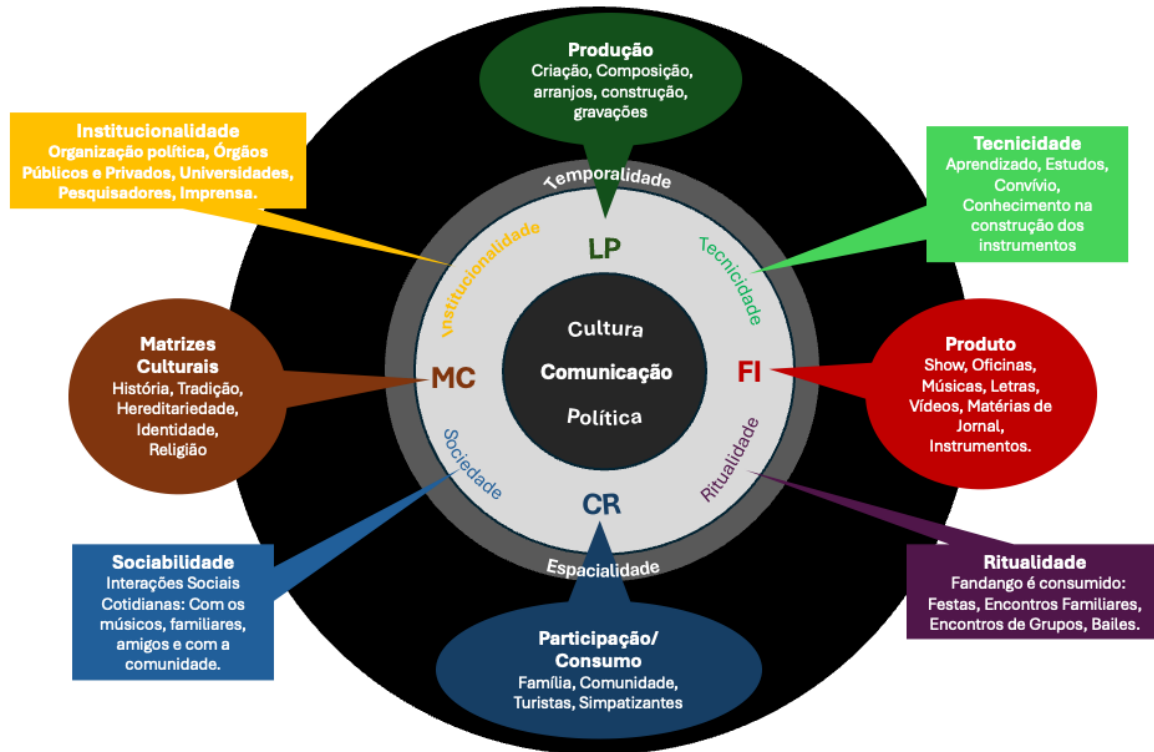 Produção
Criação, Composição,
arranjos, construção,
gravações
Institucionalidade
Organização política, Órgãos
Públicos e Privados, Universidades,
Pesquisadores, Imprensa.
Tecnicidade
Aprendizado, Estudos,
Convívio,
Conhecimento na
construção dos
instrumentos
Temporalidade
Institucionalidade
LP
Tecnicidade
Matrizes
Culturais
História, Tradição,
Hereditariedade,
Identidade,
Religião
MC
Cultura
Comunicação
Política
FI
Produto
Show, Oficinas,
Músicas, Letras,
Vídeos, Matérias de
Jornal,
Instrumentos.
Sociedade
CR
Ritualidade
Espacialidade
Sociabilidade
Interações Sociais
Cotidianas: Com os
músicos, familiares,
amigos e com a
comunidade.
Participação/
Consumo
Família, Comunidade,
Turistas, Simpatizantes
Ritualidade
Fandango é consumido:
Festas, Encontros Familiares,
Encontros de Grupos, Bailes.